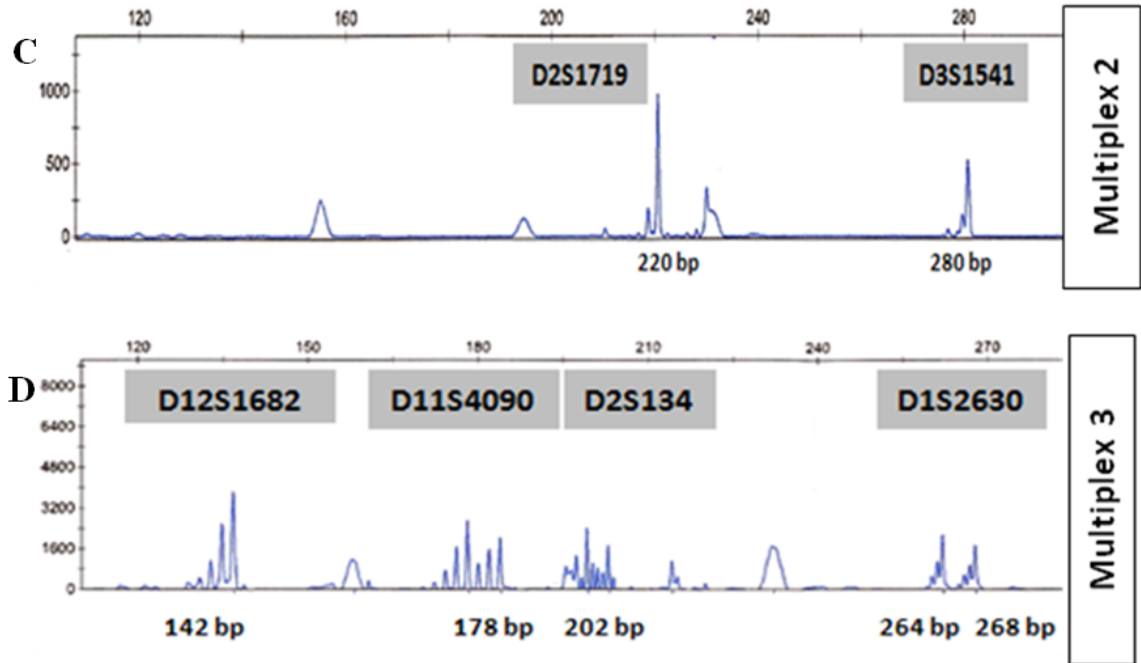 120 160 200 240 280
C
D2S1719 D3S1541
1000
500
0
220 bp 280 bp
Multiplex 2
120 150 180 210 240 270
D
D12S1682 D11S4090 D2S134 D1S2630
8000
6400
4800
3200
1600
0
142 bp 178 bp 202 bp 264 bp 268 bp
Multiplex 3